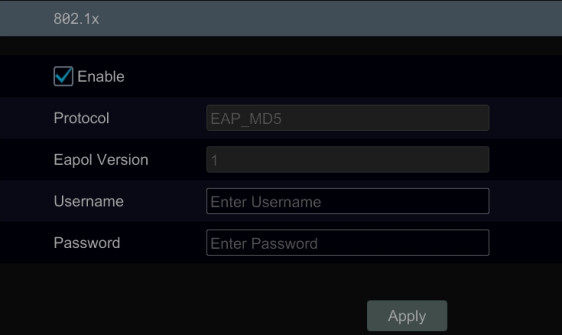 802.1x
Enable
Protocol EAP_MD5
Eapol Version 1
Username Enter Username
Password Enter Password
Apply